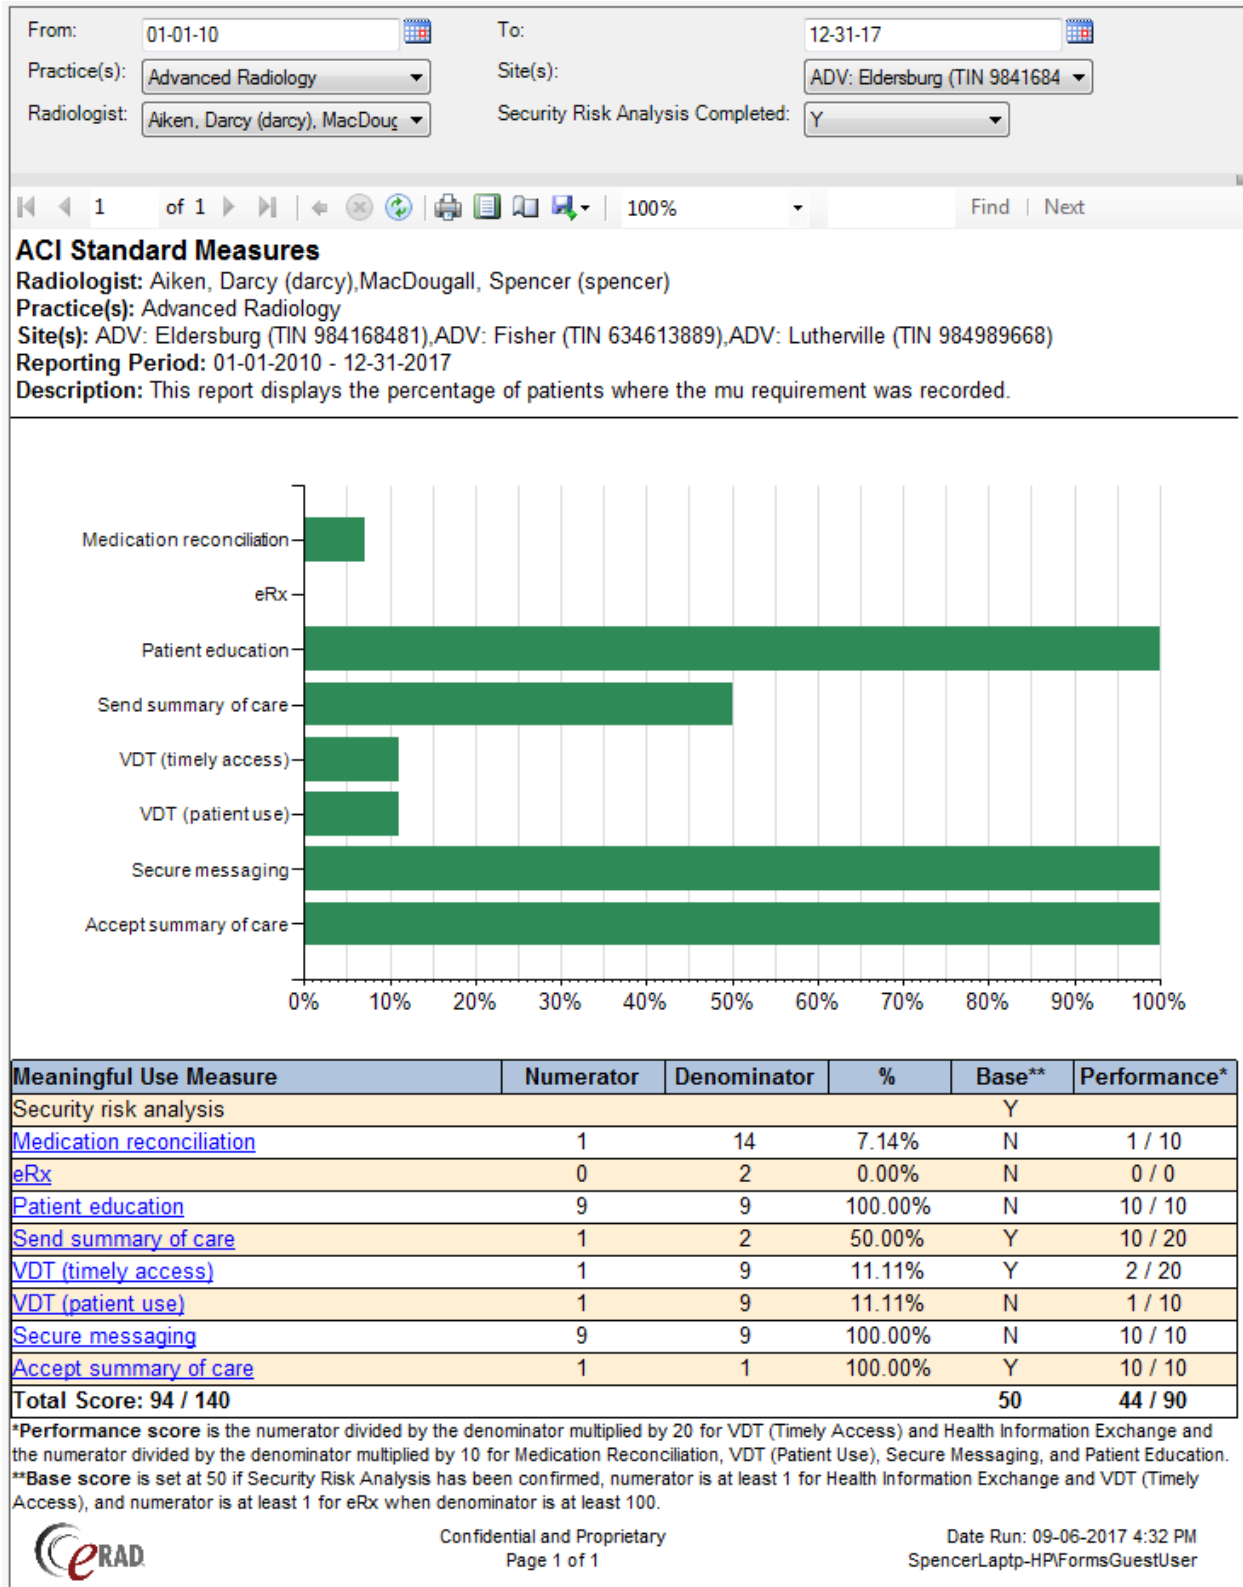 From: 01-01-10 To: 12-31-17
Practice(s): Advanced Radiology Site(s): ADV: Eldersburg (TIN 9841684
Radiologist: Aiken, Darcy (darcy), MacDoug Security Risk Analysis Completed: Y
1 of 1 100% Find | Next
ACI Standard Measures
Radiologist: Aiken, Darcy (darcy),MacDougall, Spencer (spencer)
Practice(s): Advanced Radiology
Site(s): ADV: Eldersburg (TIN 984168481),ADV: Fisher (TIN 634613889),ADV: Lutherville (TIN 984989668)
Reporting Period: 01-01-2010 - 12-31-2017
Description: This report displays the percentage of patients where the mu requirement was recorded.
Medication reconciliation
eRx
Patient education
Send summary of care
VDT (timely access)
VDT (patient use)
Secure messaging
Accept summary of care
0% 10% 20% 30% 40% 50% 60% 70% 80% 90% 100%
Meaningful Use Measure Numerator Denominator % Base** Performance*
Security risk analysis Y
Medication reconciliation 1 14 7.14% N 1 / 10
eRx 0 2 0.00% N 0 / 0
Patient education 9 9 100.00% N 10 / 10
Send summary of care 1 2 50.00% Y 10 / 20
VDT (timely access) 1 9 11.11% Y 2 / 20
VDT (patient use) 1 9 11.11% N 1 / 10
Secure messaging 9 9 100.00% N 10 / 10
Accept summary of care 1 1 100.00% Y 10 / 10
Total Score: 94 / 140 50 44 / 90
*Performance score is the numerator divided by the denominator multiplied by 20 for VDT (Timely Access) and Health Information Exchange and
the numerator divided by the denominator multiplied by 10 for Medication Reconciliation, VDT (Patient Use), Secure Messaging, and Patient Education.
**Base score is set at 50 if Security Risk Analysis has been confirmed, numerator is at least 1 for Health Information Exchange and VDT (Timely
Access), and numerator is at least 1 for eRx when denominator is at least 100.
eRAD Confidential and Proprietary Date Run: 09-06-2017 4:32 PM
Page 1 of 1 SpencerLaptp-HP\FormsGuestUser